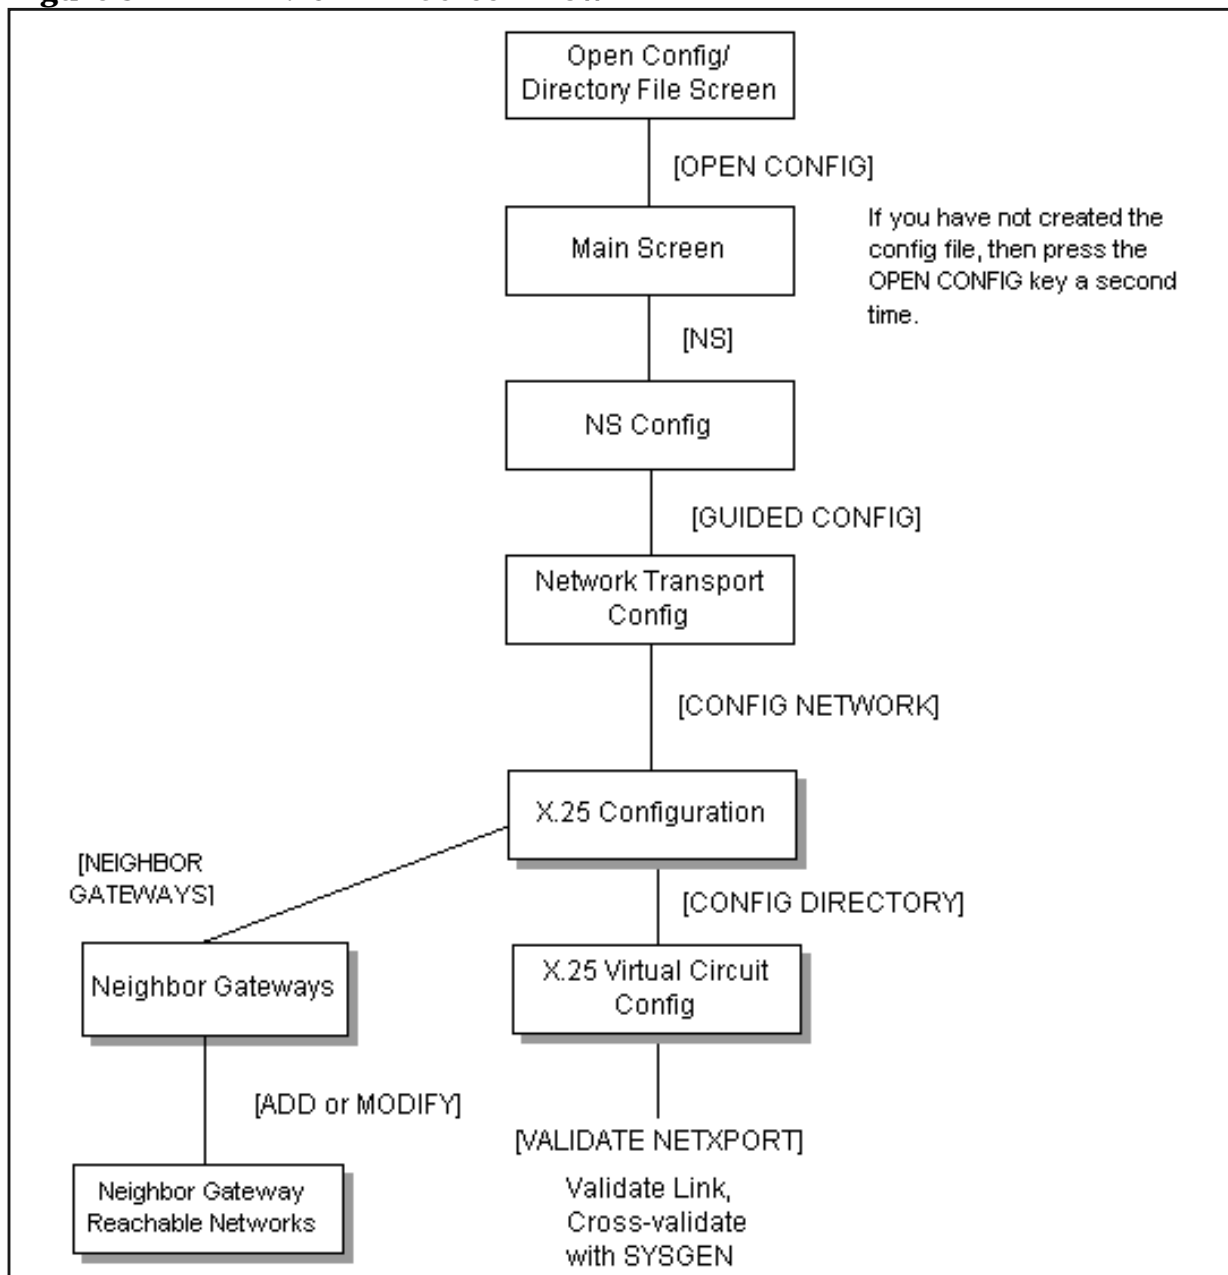 Open Config/
Directory File Screen
[OPEN CONFIG]
If you have not created the
config file, then press the
OPEN CONFIG key a second
time.
Main Screen
[NS]
NS Config
[GUIDED CONFIG]
Network Transport
Config
[CONFIG NETWORK]
X.25 Configuration
[NEIGHBOR
GATEWAYS]
[CONFIG DIRECTORY]
Neighbor Gateways
X.25 Virtual Circuit
Config
[ADD or MODIFY]
[VALIDATE NETXPORT]
Neighbor Gateway
Reachable Networks
Validate Link,
Cross-validate
with SYSGEN